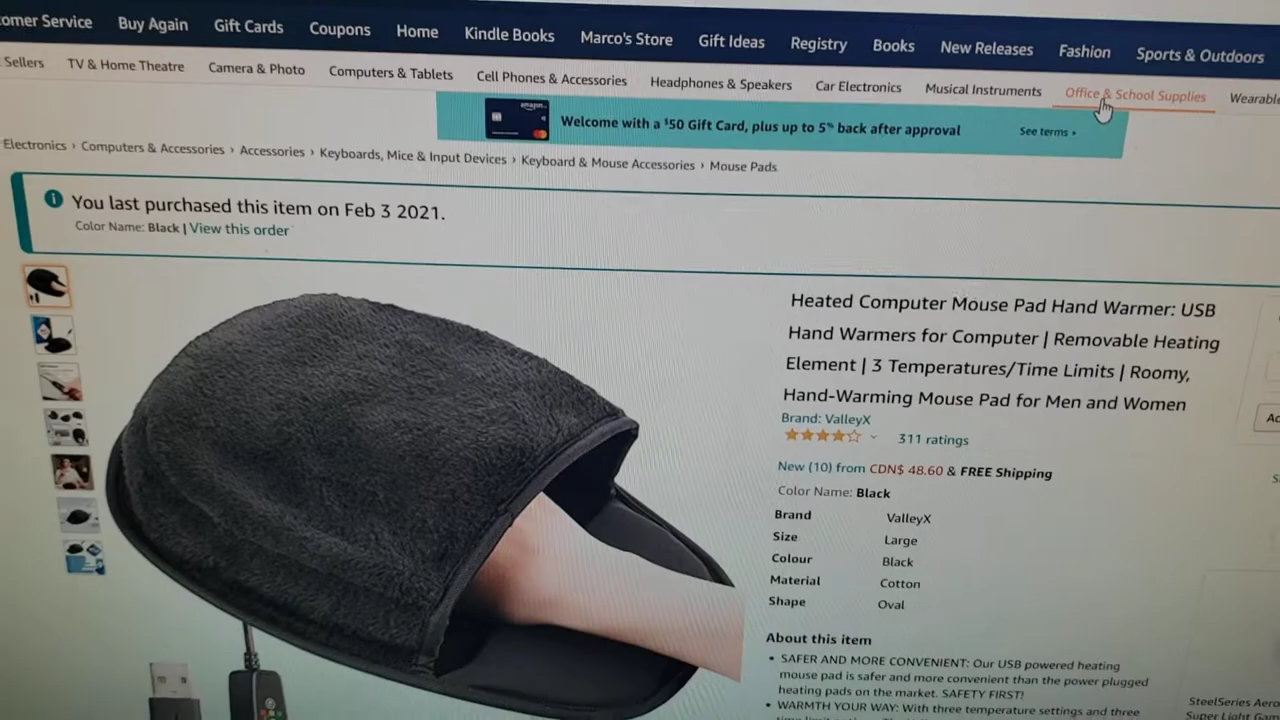 omer Service Buy Again Gift Cards Coupons Home Kindle Books Marco's Store Gift Ideas Registry Books New Releases Fashion Sports & Outdoors
Sellers TV & Home Theatre Camera & Photo Computers & Tablets Cell Phones & Accessories Headphones & Speakers Car Electronics Musical Instruments Office & School Supplies Wearable
amazon
Welcome with a $50 Gift Card, plus up to 5% back after approval See terms
Electronics › Computers & Accessories › Accessories › Keyboards, Mice & Input Devices › Keyboard & Mouse Accessories › Mouse Pads
You last purchased this item on Feb 3 2021.
Color Name: Black | View this order
Heated Computer Mouse Pad Hand Warmer: USB
Hand Warmers for Computer | Removable Heating
Element | 3 Temperatures/Time Limits | Roomy,
Hand-Warming Mouse Pad for Men and Women
Brand: ValleyX
311 ratings
New (10) from CDN$ 48.60 & FREE Shipping
Color Name: Black
Brand ValleyX
Size Large
Colour Black
Material Cotton
Shape Oval
About this item
• SAFER AND MORE CONVENIENT: Our USB powered heating
mouse pad is safer and more convenient than the power plugged
heating pads on the market. SAFETY FIRST!
• WARMTH YOUR WAY: With three temperature settings and three
SteelSeries Aero
Super Light Ga